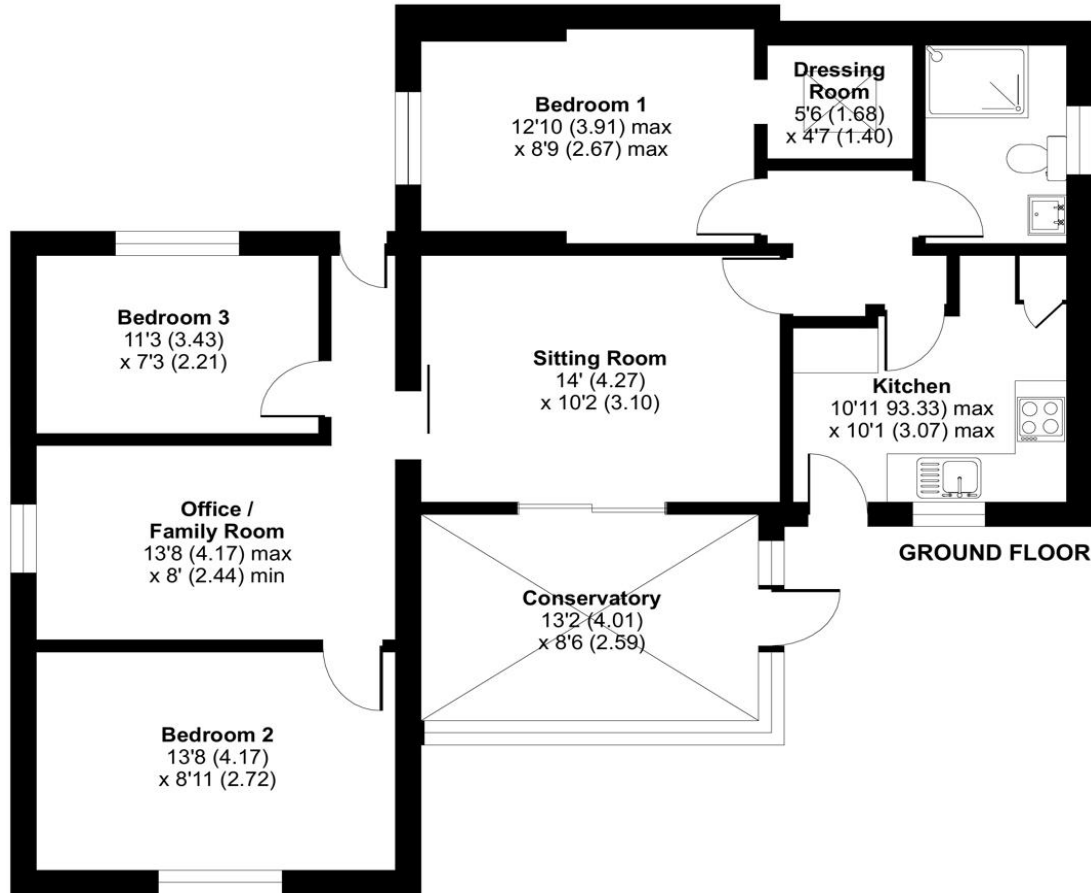 Bedroom 1
12'10 (3.91) max
x 8'9 (2.67) max
Dressing
Room
5'6 (1.68)
x 4'7 (1.40)
Bedroom 3
11'3 (3.43)
x 7'3 (2.21)
Sitting Room
14' (4.27)
x 10'2 (3.10)
Kitchen
10'11 93.33) max
x 10'1 (3.07) max
Office /
Family Room
13'8 (4.17) max
x 8' (2.44) min
GROUND FLOOR
Conservatory
13'2 (4.01)
x 8'6 (2.59)
Bedroom 2
13'8 (4.17)
x 8'11 (2.72)